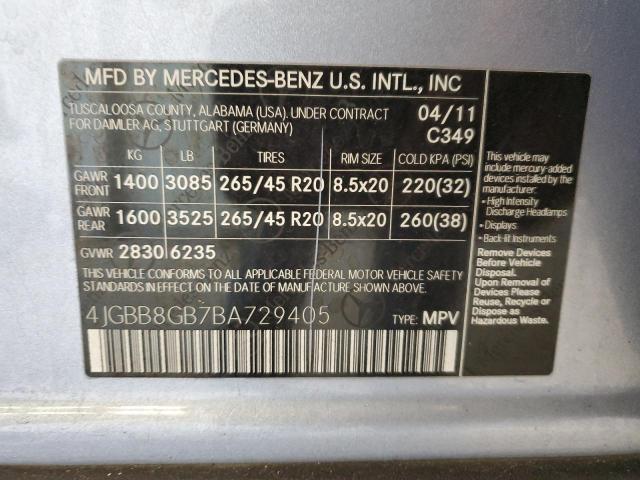 MFD BY MERCEDES-BENZ U.S. INTL., INC
TUSCALOOSA COUNTY, ALABAMA (USA). UNDER CONTRACT
FOR DAIMLER AG, STUTTGART (GERMANY)
04/11
C349
KG LB TIRES RIM SIZE COLD KPA (PSI)
GAWR FRONT 1400 3085 265/45 R20 8.5x20 220(32)
GAWR REAR 1600 3525 265/45 R20 8.5x20 260(38)
GVWR 2830 6235
THIS VEHICLE CONFORMS TO ALL APPLICABLE FEDERAL MOTOR VEHICLE SAFETY
STANDARDS IN EFFECT ON THE DATE OF MANUFACTURE SHOWN ABOVE.
4JGBB8GB7BA729405
TYPE: MPV
This vehicle may
include mercury-added
devices installed by the
manufacturer:
• High Intensity
Discharge Headlamps
• Displays
• Back-lit Instruments
Remove Devices
Before Vehicle
Disposal.
Upon Removal of
Devices Please
Reuse, Recycle or
Dispose as
Hazardous Waste.